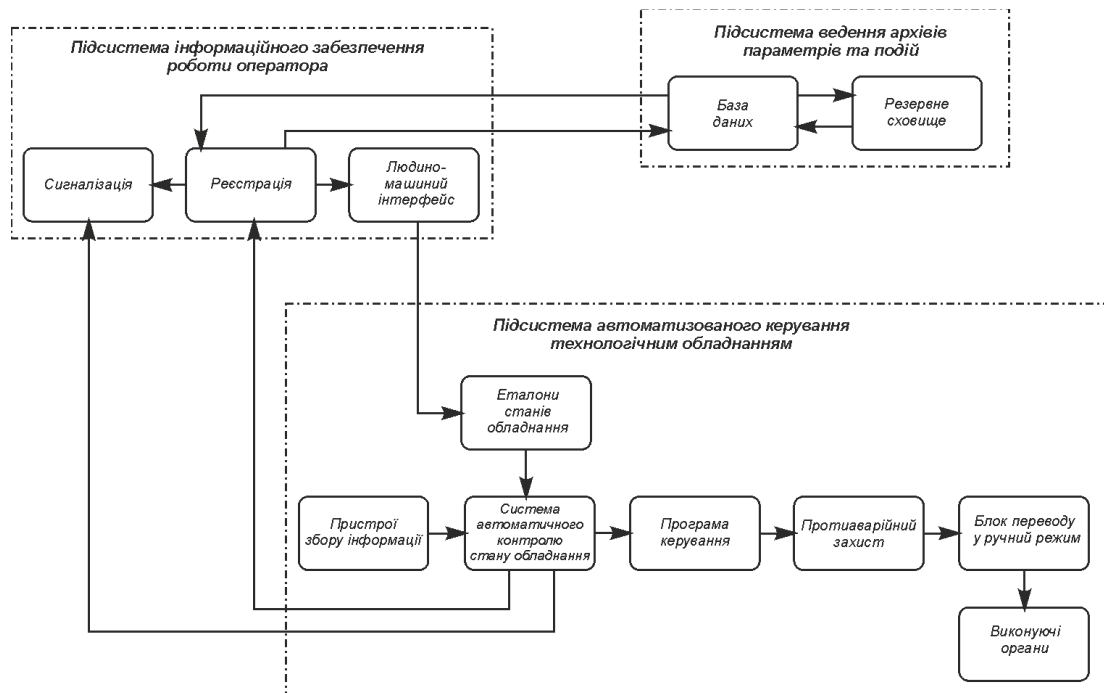 Підсистема інформаційного забезпечення
роботи оператора
Підсистема ведення архівів
параметрів та подій
База
даних
Резервне
сховище
Сигналізація
Реєстрація
Людино-
машиний
інтерфейс
Підсистема автоматизованого керування
технологічним обладнанням
Еталони
станів
обладнання
Пристрої
збору інформації
Система
автоматичного
контролю
стану обладнання
Програма
керування
Протиаварійний
захист
Блок переводу
у ручний режим
Виконуючі
органи